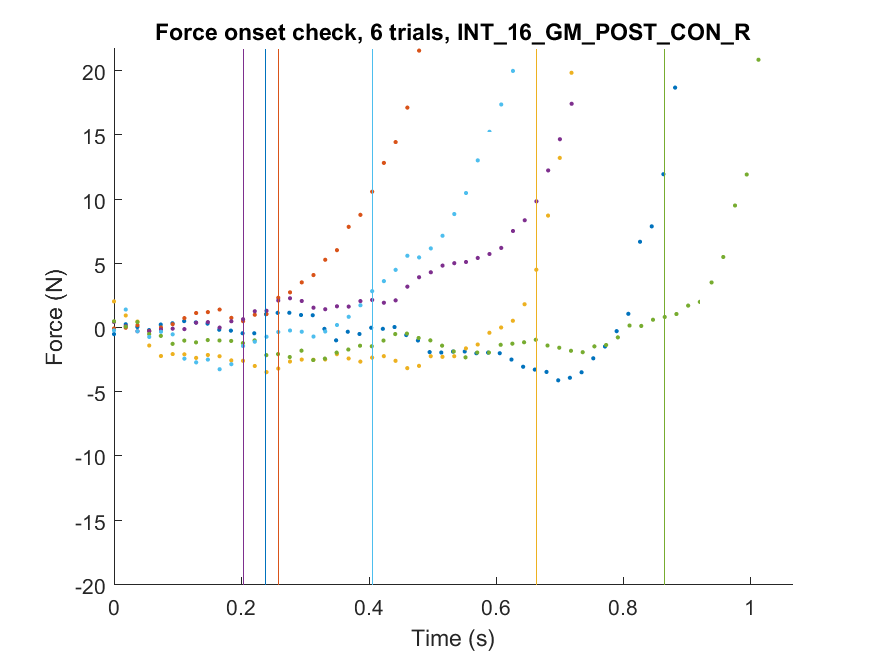 Force onset check, 6 trials, INT_16_GM_POST_CON_R
20
15
10
5
0
-5
-10
-15
-20
Force (N)
0 0.2 0.4 0.6 0.8 1
Time (s)